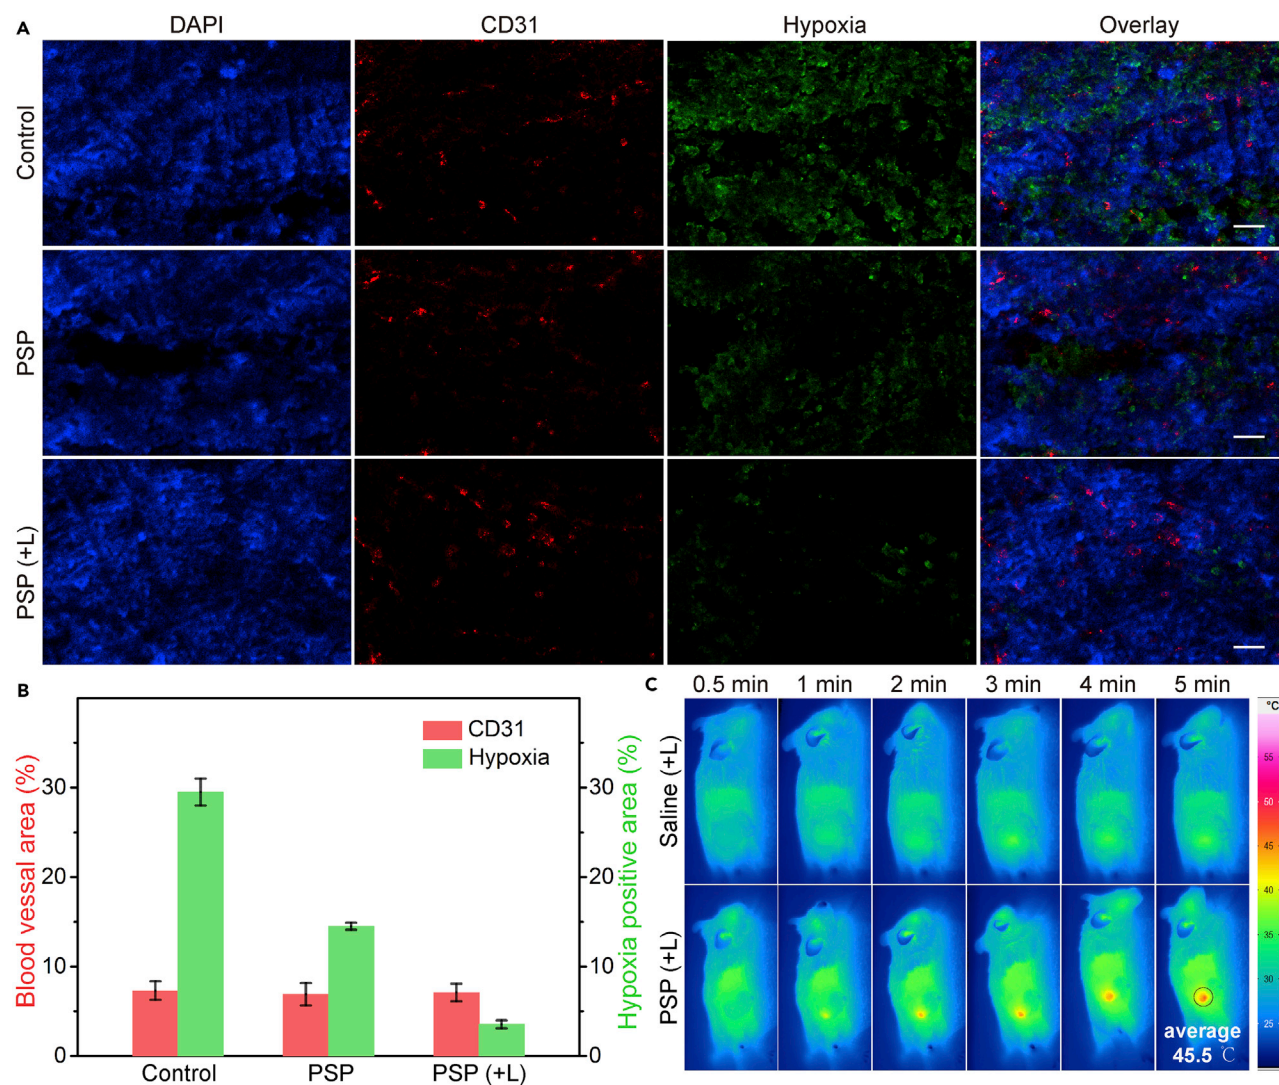 A
DAPI CD31 Hypoxia Overlay
Control
PSP
PSP (+L)
B
Blood vessal area (%)
30
20
10
0
CD31
Hypoxia
30
20
10
0
Hypoxia positive area (%)
Control PSP PSP (+L)
C
0.5 min 1 min 2 min 3 min 4 min 5 min
Saline (+L)
PSP (+L)
average
45.5 ℃
°C
55
50
45
40
35
30
25